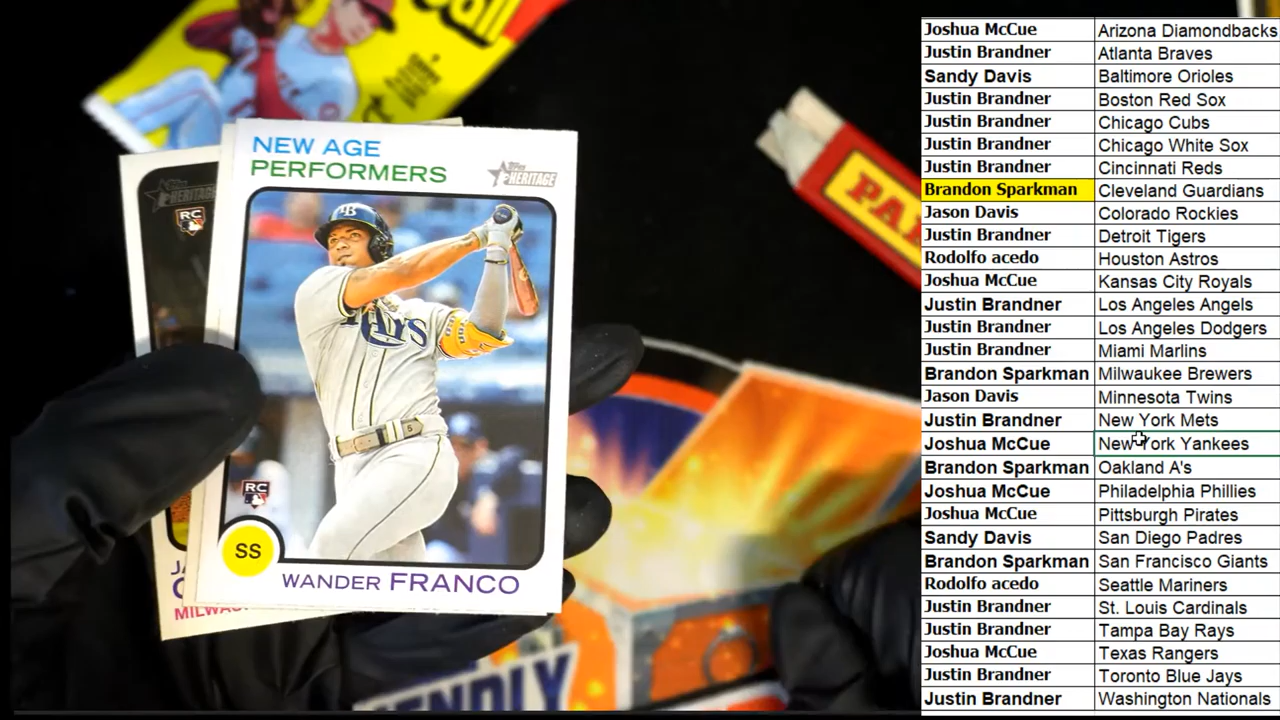 all
NEW AGE
PERFORMERS
Topps HERITAGE
HERITAGE
RC
RAYS
5
RC
SS
WANDER FRANCO
MILWAU
PA
ENDLY
Joshua McCue Arizona Diamondbacks
Justin Brandner Atlanta Braves
Sandy Davis Baltimore Orioles
Justin Brandner Boston Red Sox
Justin Brandner Chicago Cubs
Justin Brandner Chicago White Sox
Justin Brandner Cincinnati Reds
Brandon Sparkman Cleveland Guardians
Jason Davis Colorado Rockies
Justin Brandner Detroit Tigers
Rodolfo acedo Houston Astros
Joshua McCue Kansas City Royals
Justin Brandner Los Angeles Angels
Justin Brandner Los Angeles Dodgers
Justin Brandner Miami Marlins
Brandon Sparkman Milwaukee Brewers
Jason Davis Minnesota Twins
Justin Brandner New York Mets
Joshua McCue New York Yankees
Brandon Sparkman Oakland A's
Joshua McCue Philadelphia Phillies
Joshua McCue Pittsburgh Pirates
Sandy Davis San Diego Padres
Brandon Sparkman San Francisco Giants
Rodolfo acedo Seattle Mariners
Justin Brandner St. Louis Cardinals
Justin Brandner Tampa Bay Rays
Joshua McCue Texas Rangers
Justin Brandner Toronto Blue Jays
Justin Brandner Washington Nationals